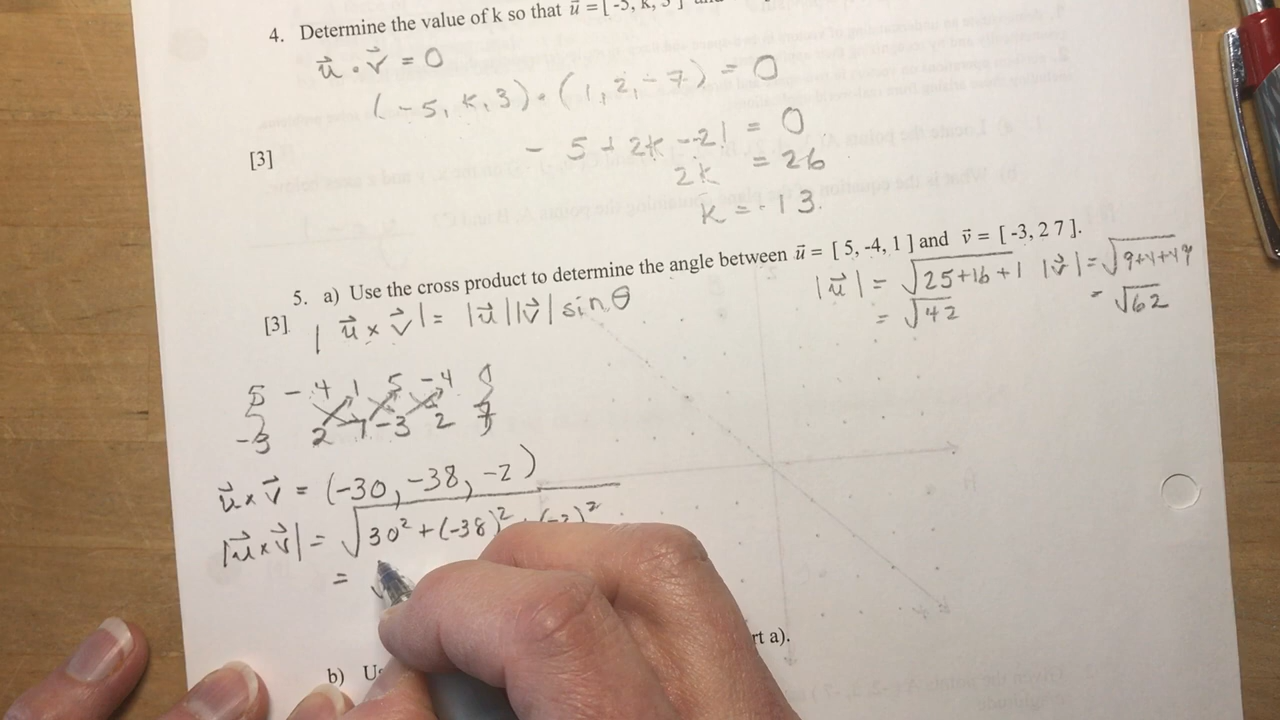 4. Determine the value of k so that u⃗ = [ -5, k, 3 ]
u⃗ · v⃗ = 0
(-5, k, 3) · (1, 2, -7) = 0
- 5 + 2k - 21 = 0
[3]
2k = 26
k = 13.
5. a) Use the cross product to determine the angle between u⃗ = [ 5, -4, 1 ] and v⃗ = [ -3, 2 7 ].
[3]
|u⃗ × v⃗| = |u⃗||v⃗| sin θ
|u⃗| = √25+16+1 |v⃗| = √9+4+49
= √42 = √62
5 -4 1 5 -4 1
-3 2 7 -3 2 7
u⃗ × v⃗ = (-30, -38, -2)
|u⃗ × v⃗| = √30² + (-38)² + (-2)²
=
b) rt a).